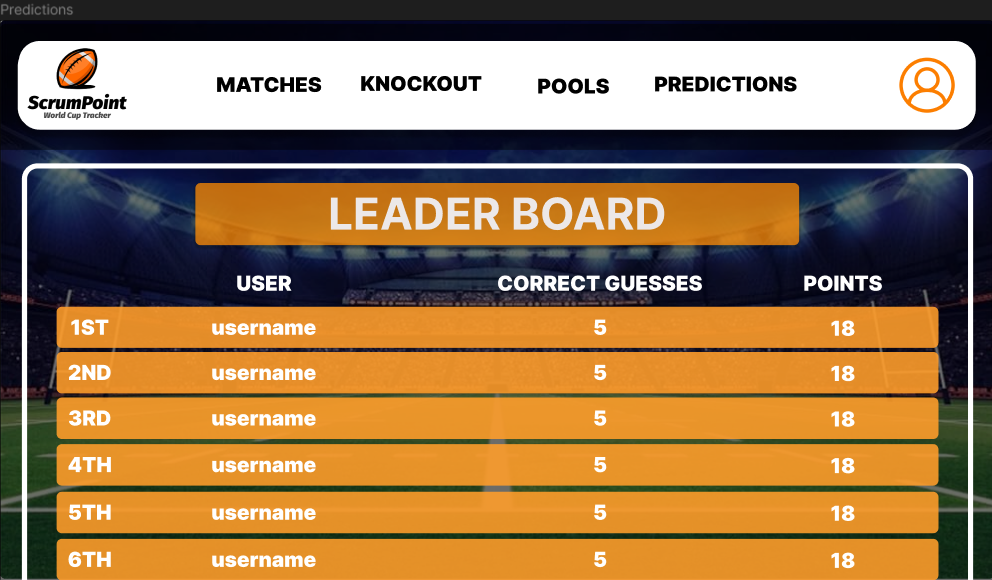 Predictions
MATCHES KNOCKOUT POOLS PREDICTIONS
ScrumPoint
World Cup Tracker
LEADER BOARD
USER CORRECT GUESSES POINTS
1ST username 5 18
2ND username 5 18
3RD username 5 18
4TH username 5 18
5TH username 5 18
6TH username 5 18